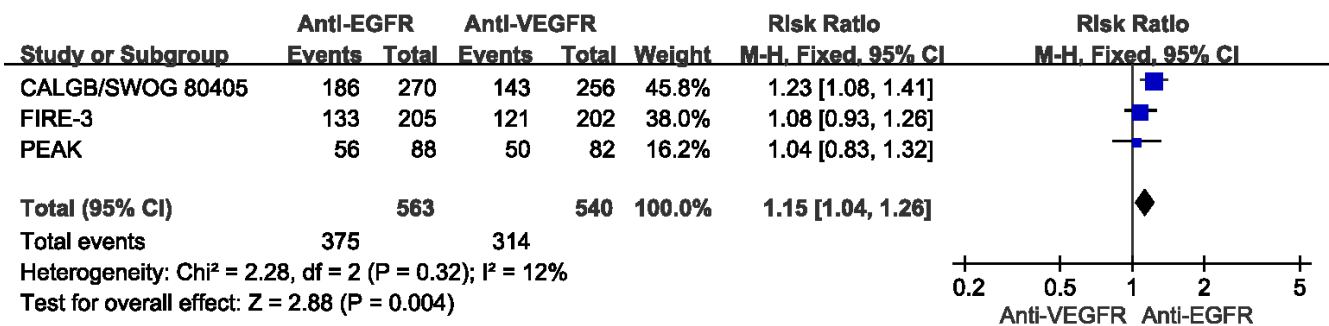 Anti-EGFR Anti-VEGFR Risk Ratio Risk Ratio
Study or Subgroup Events Total Events Total Weight M-H, Fixed, 95% CI M-H, Fixed, 95% CI
CALGB/SWOG 80405 186 270 143 256 45.8% 1.23 [1.08, 1.41]
FIRE-3 133 205 121 202 38.0% 1.08 [0.93, 1.26]
PEAK 56 88 50 82 16.2% 1.04 [0.83, 1.32]
Total (95% CI) 563 540 100.0% 1.15 [1.04, 1.26]
Total events 375 314
Heterogeneity: Chi² = 2.28, df = 2 (P = 0.32); I² = 12%
Test for overall effect: Z = 2.88 (P = 0.004)
0.2 0.5 1 2 5
Anti-VEGFR Anti-EGFR